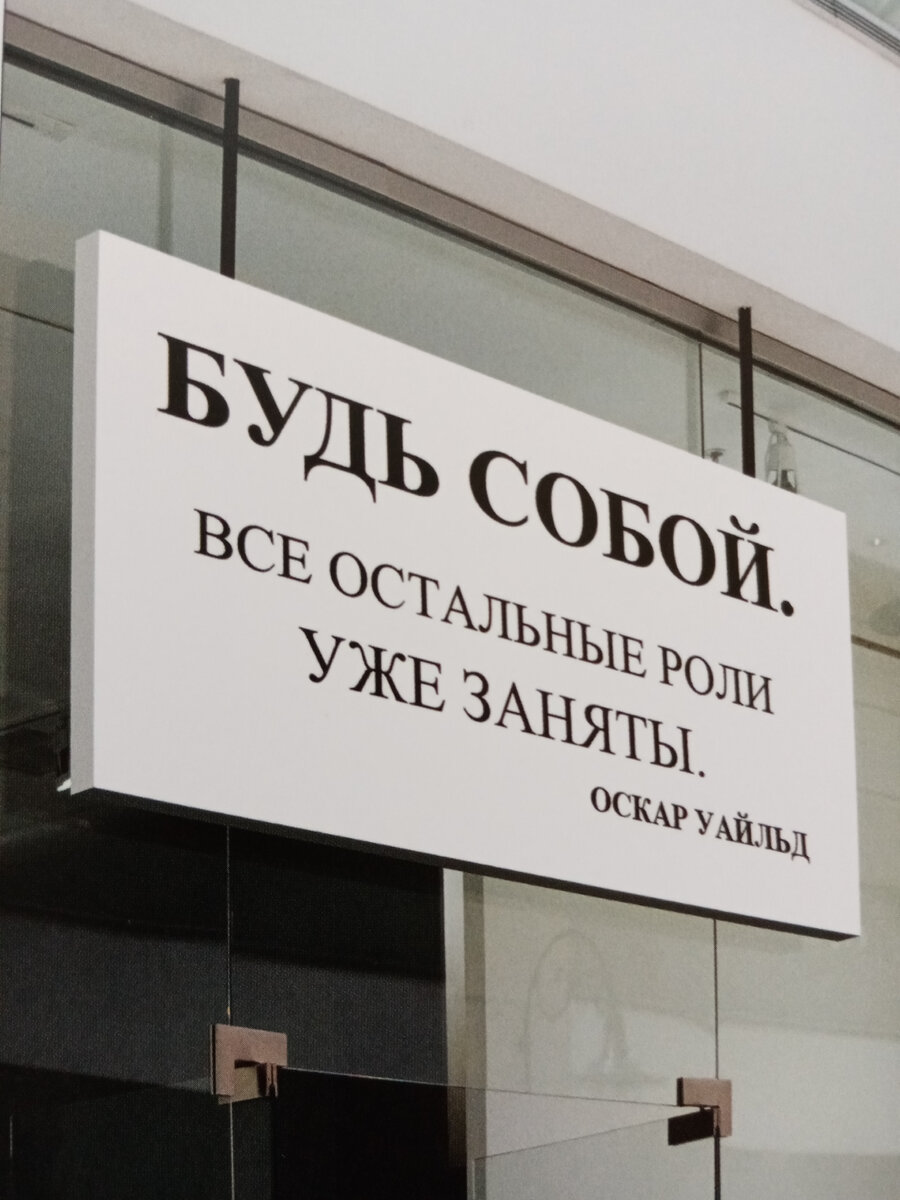 БУДЬ СОБОЙ.
ВСЕ ОСТАЛЬНЫЕ РОЛИ
УЖЕ ЗАНЯТЫ.
ОСКАР УАЙЛЬД